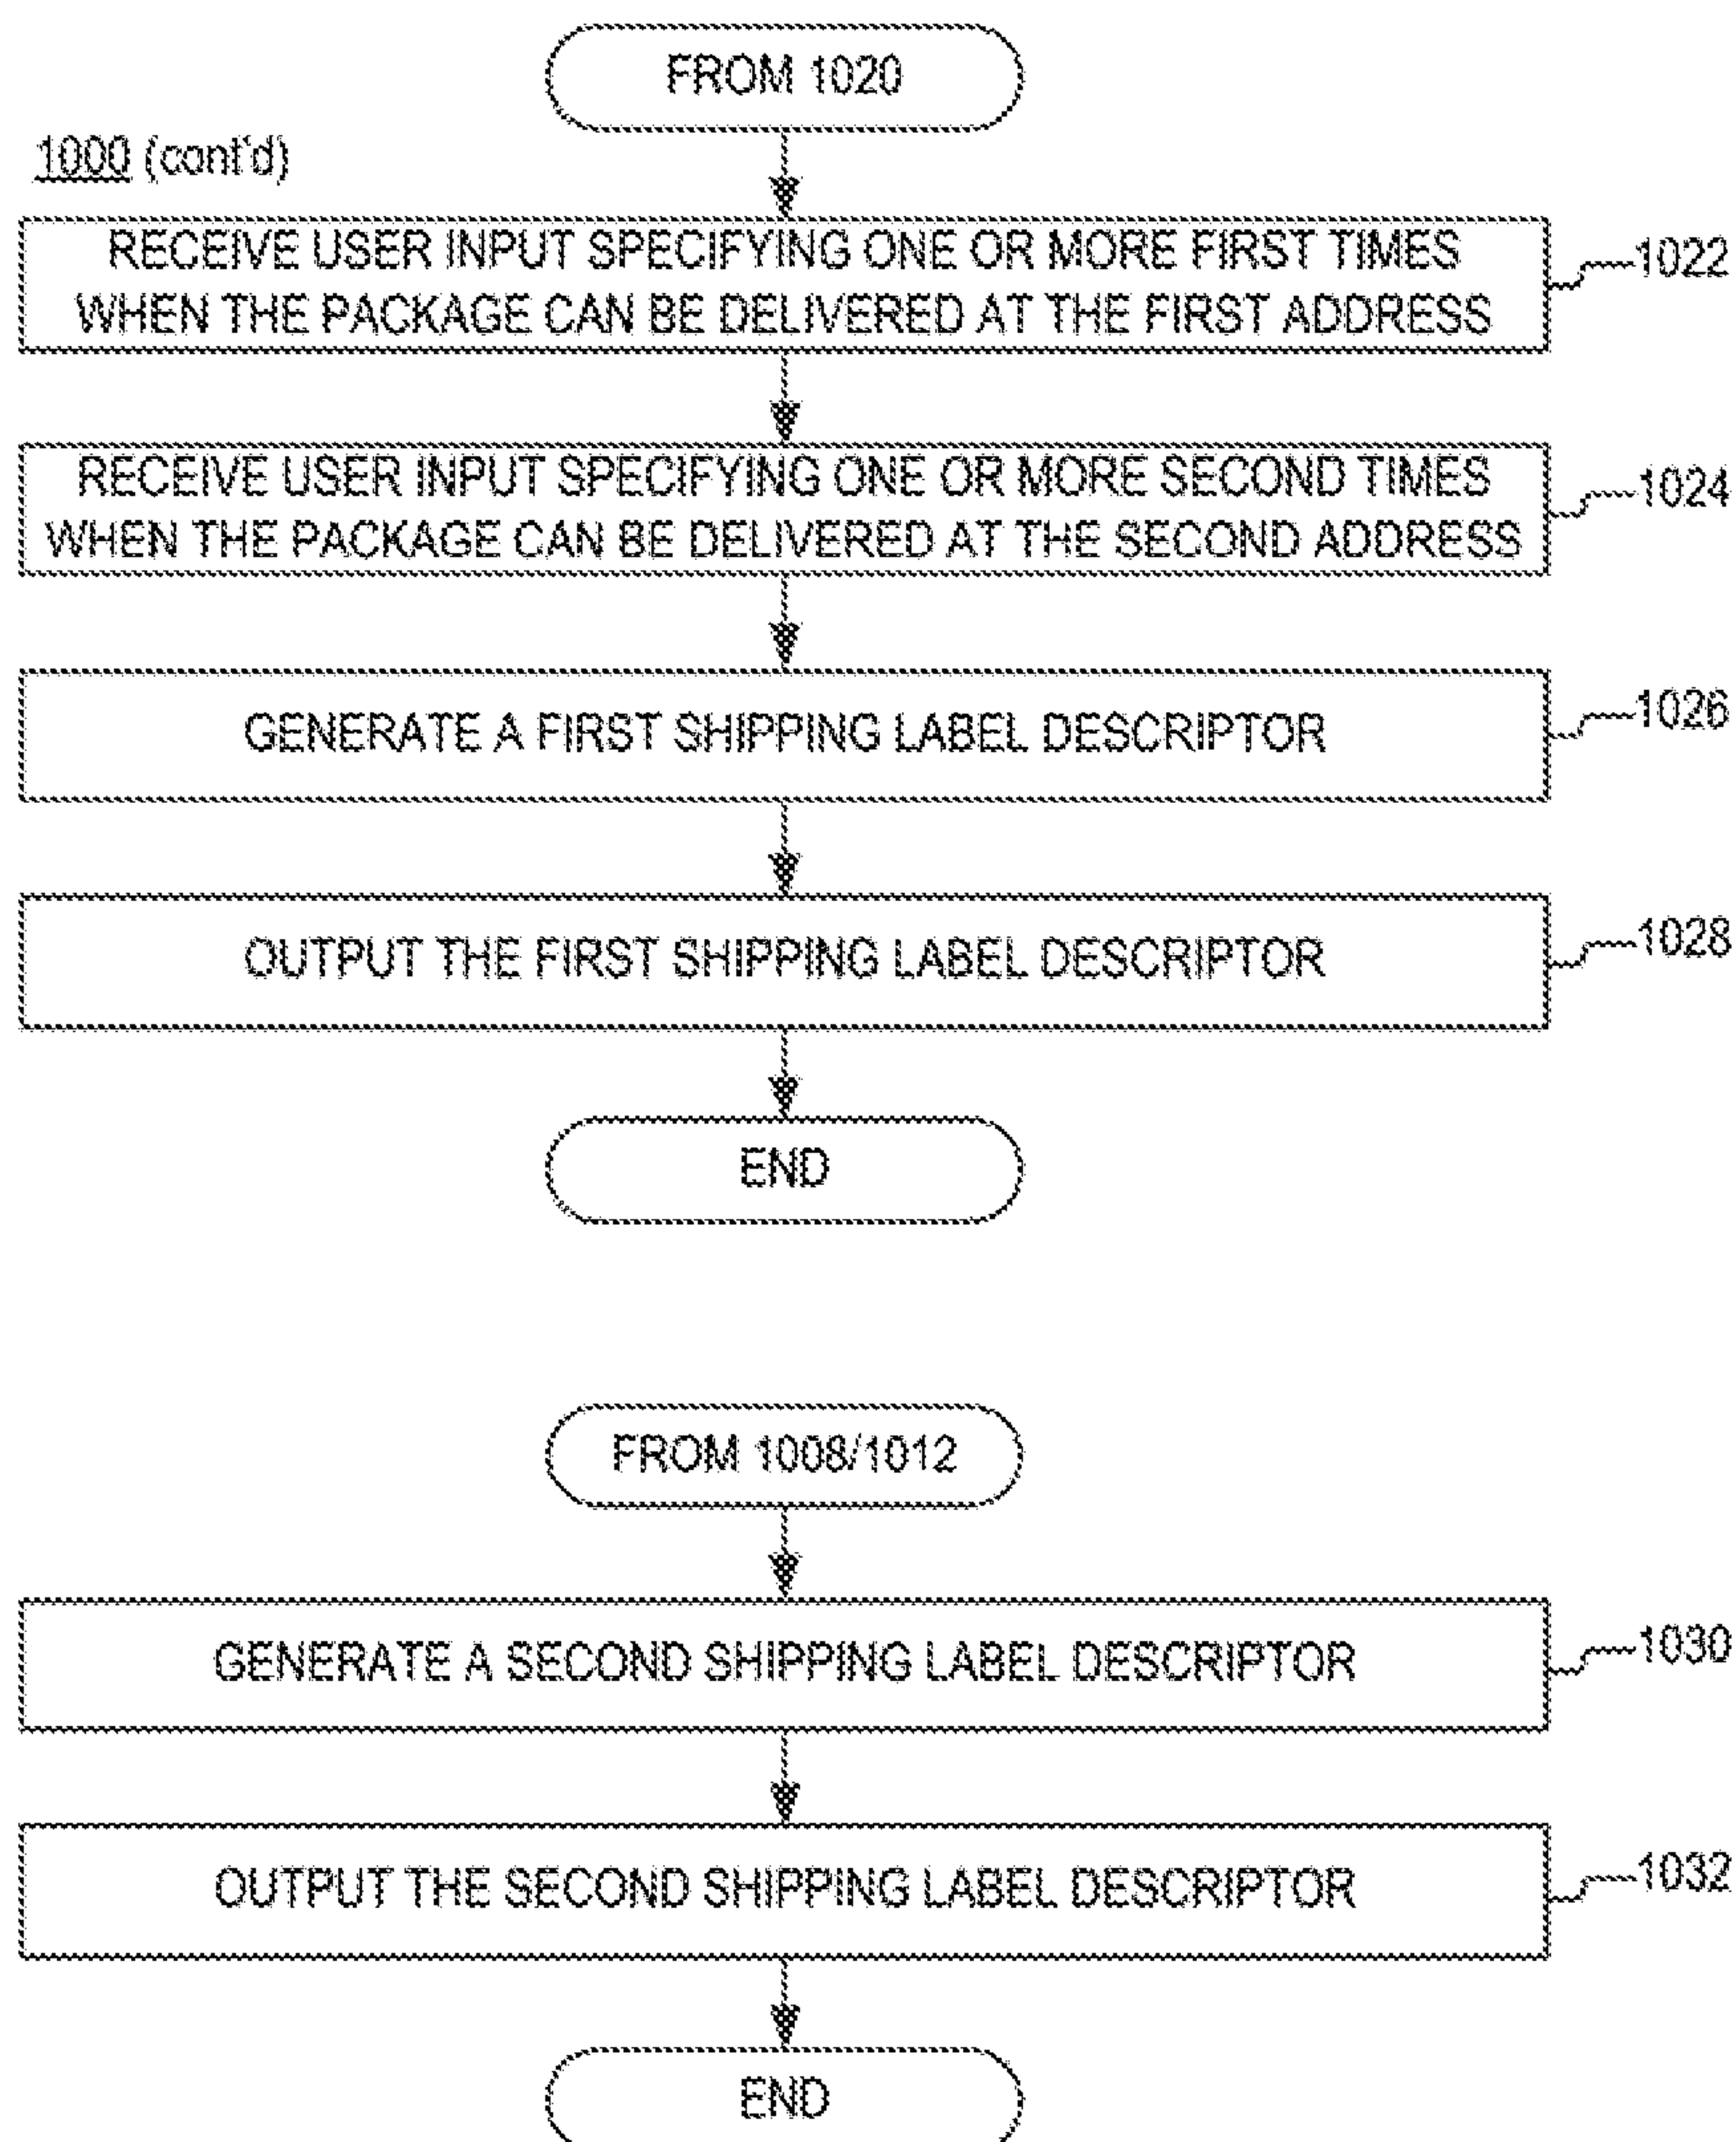 FROM 1020
1000 (cont'd)
RECEIVE USER INPUT SPECIFYING ONE OR MORE FIRST TIMES
WHEN THE PACKAGE CAN BE DELIVERED AT THE FIRST ADDRESS
1022
RECEIVE USER INPUT SPECIFYING ONE OR MORE SECOND TIMES
WHEN THE PACKAGE CAN BE DELIVERED AT THE SECOND ADDRESS
1024
GENERATE A FIRST SHIPPING LABEL DESCRIPTOR
1026
OUTPUT THE FIRST SHIPPING LABEL DESCRIPTOR
1028
END
FROM 1008/1012
GENERATE A SECOND SHIPPING LABEL DESCRIPTOR
1030
OUTPUT THE SECOND SHIPPING LABEL DESCRIPTOR
1032
END